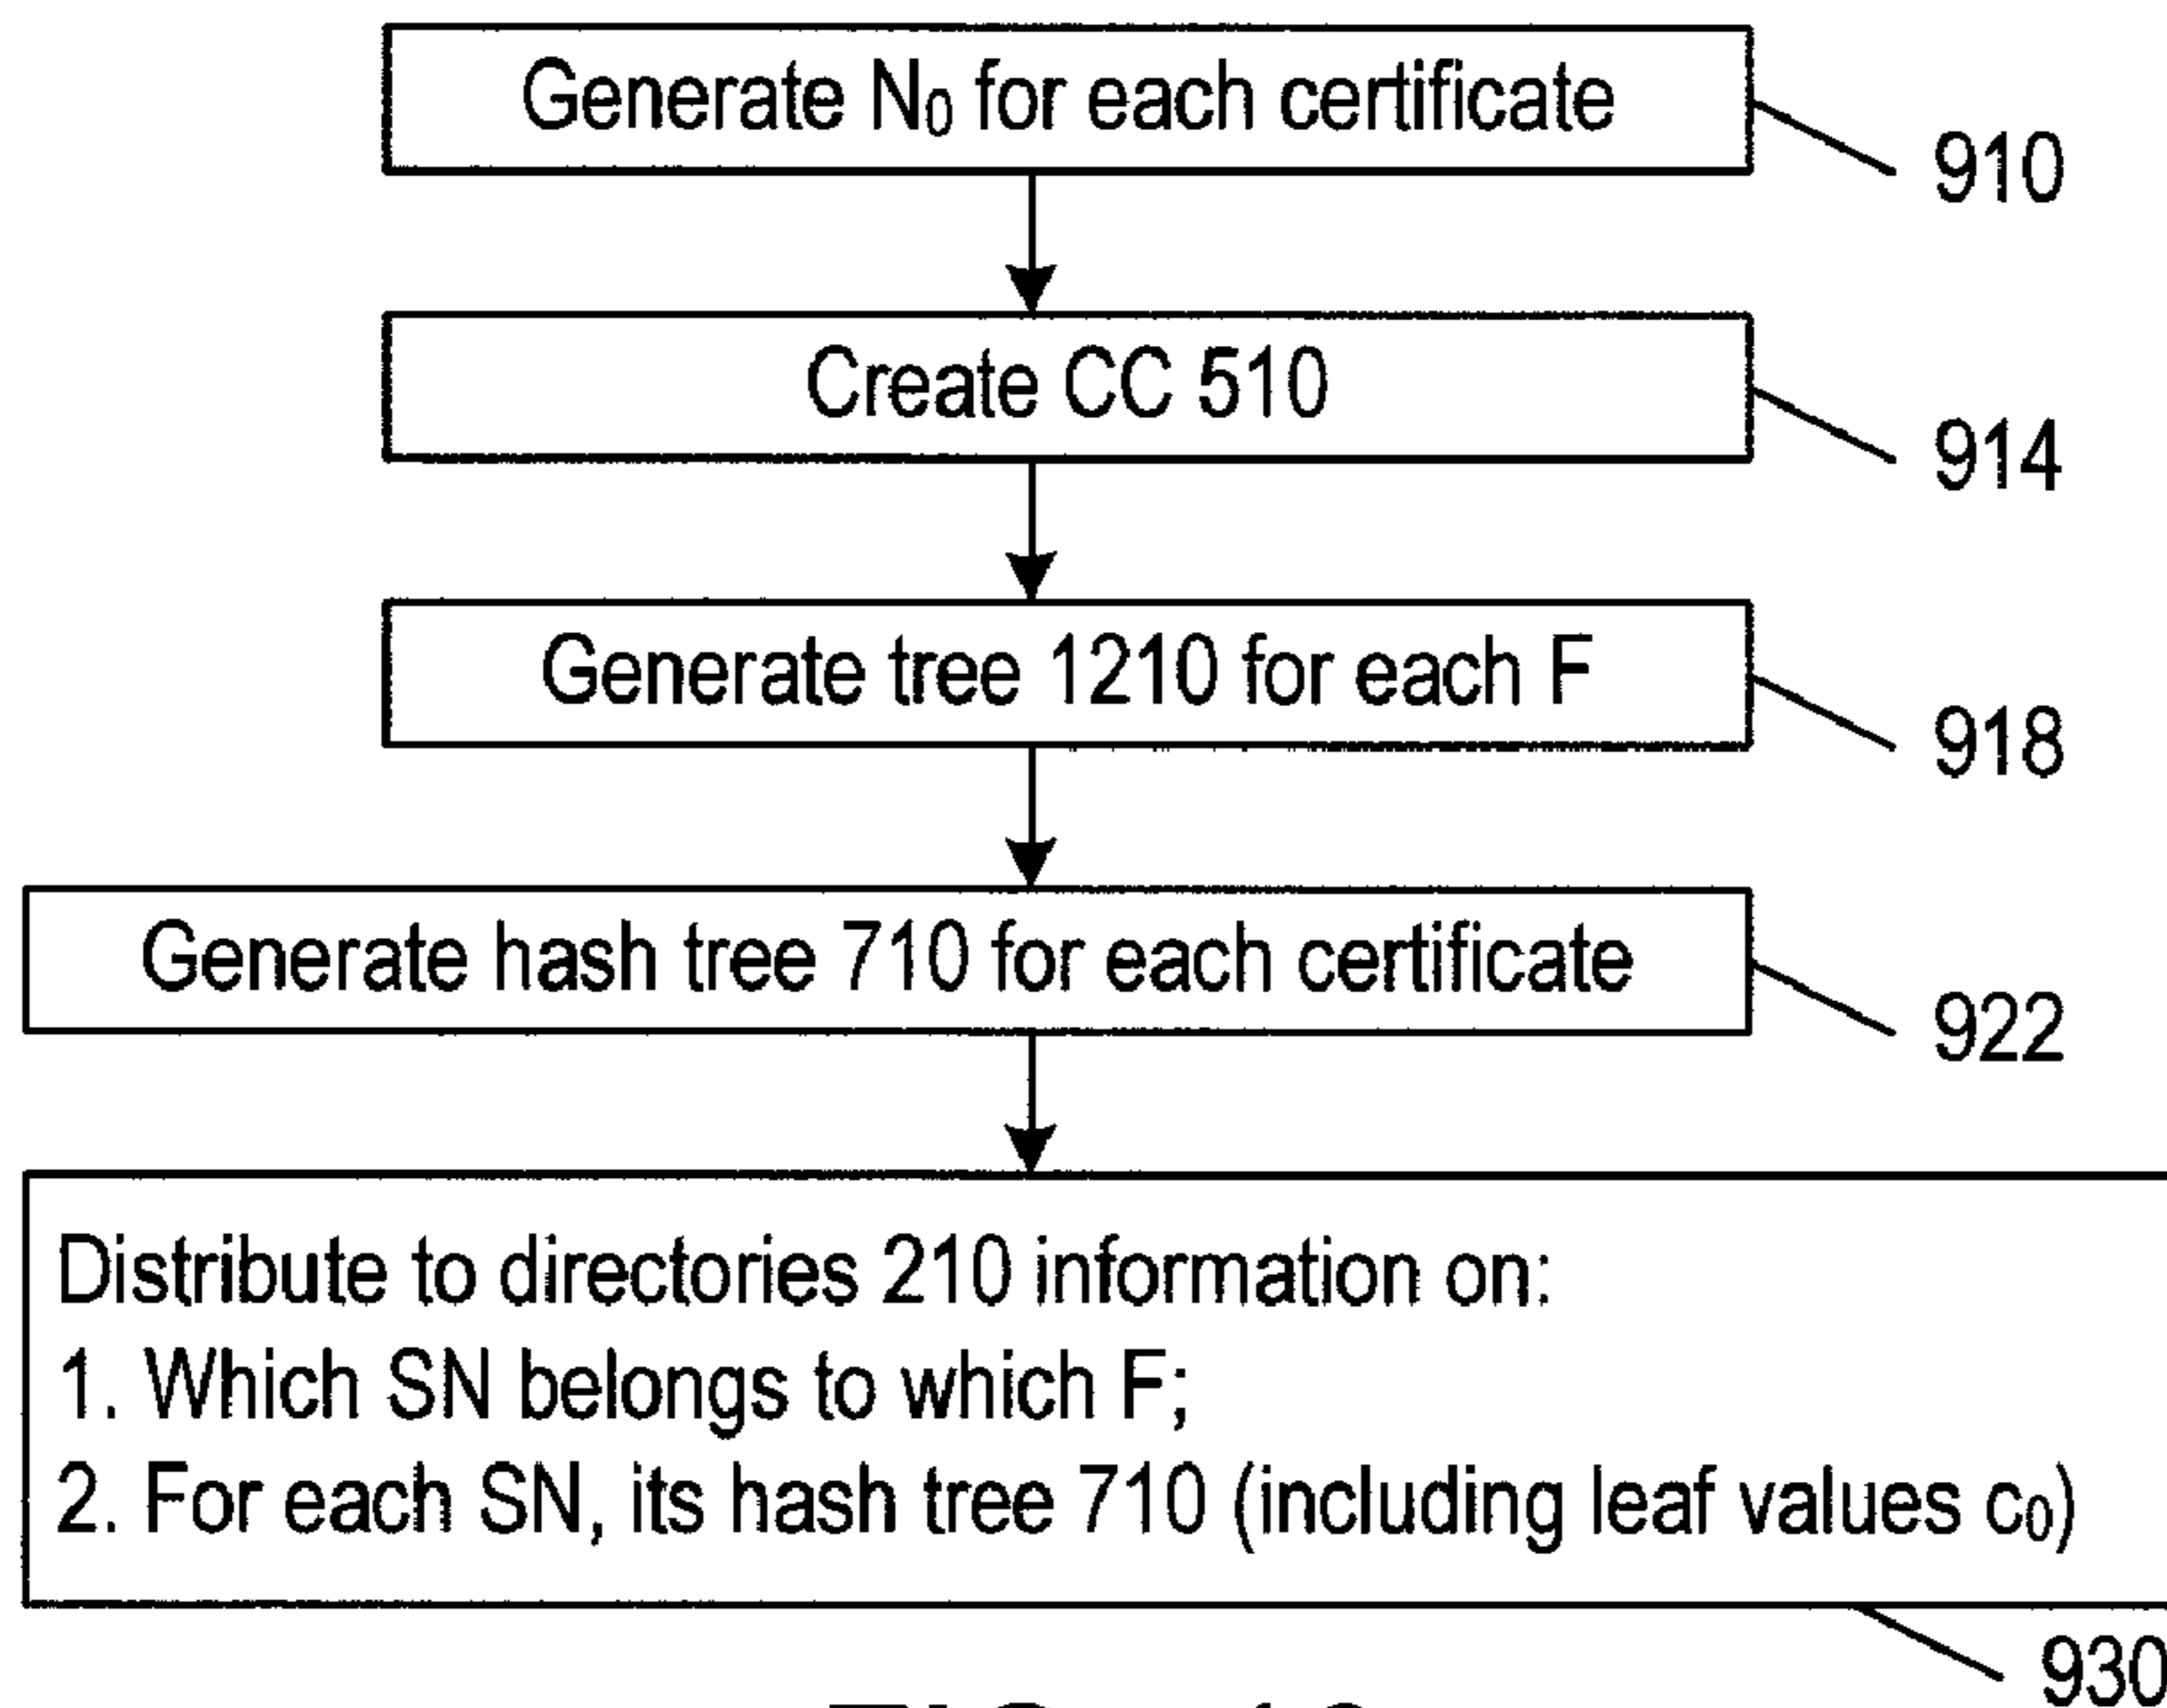 Generate N₀ for each certificate
910
Create CC 510
914
Generate tree 1210 for each F
918
Generate hash tree 710 for each certificate
922
Distribute to directories 210 information on:
1. Which SN belongs to which F;
2. For each SN, its hash tree 710 (including leaf values c₀)
930